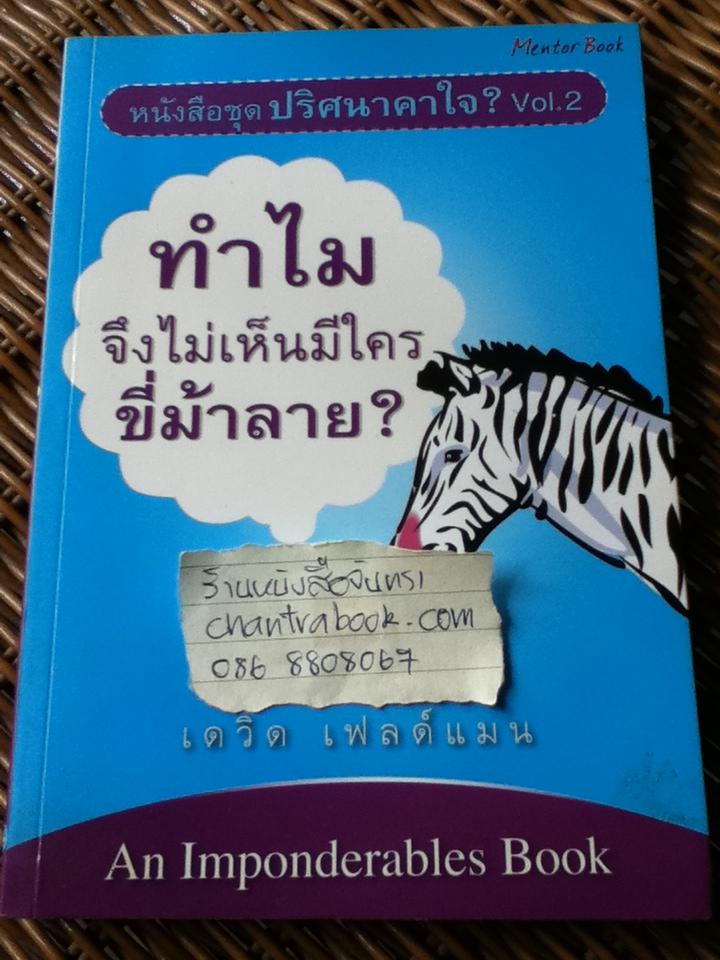 Mentor Book
หนังสือชุด ปริศนาคาใจ? Vol.2
ทำไม
จึงไม่เห็นมีใคร
ขี่ม้าลาย?
ร้านหนังสือจันทรา
chantrabook.com
086 8808067
เดวิด เฟลด์แมน
An Imponderables Book